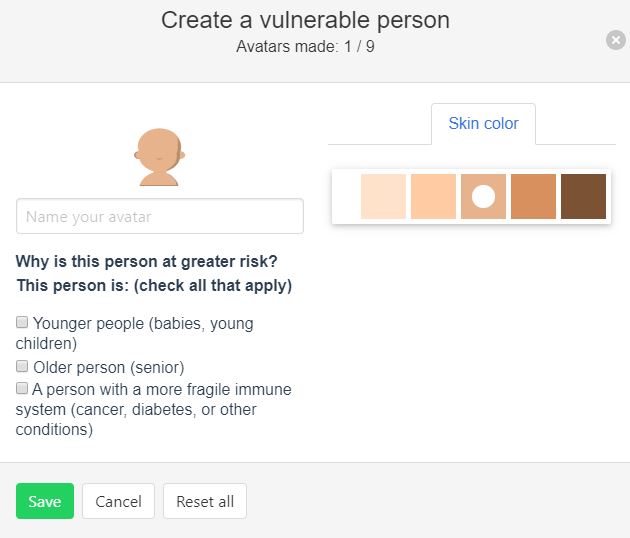 Create a vulnerable person
Avatars made: 1 / 9
Skin color
Name your avatar
Why is this person at greater risk?
This person is: (check all that apply)
Younger people (babies, young
children)
Older person (senior)
A person with a more fragile immune
system (cancer, diabetes, or other
conditions)
Save
Cancel
Reset all